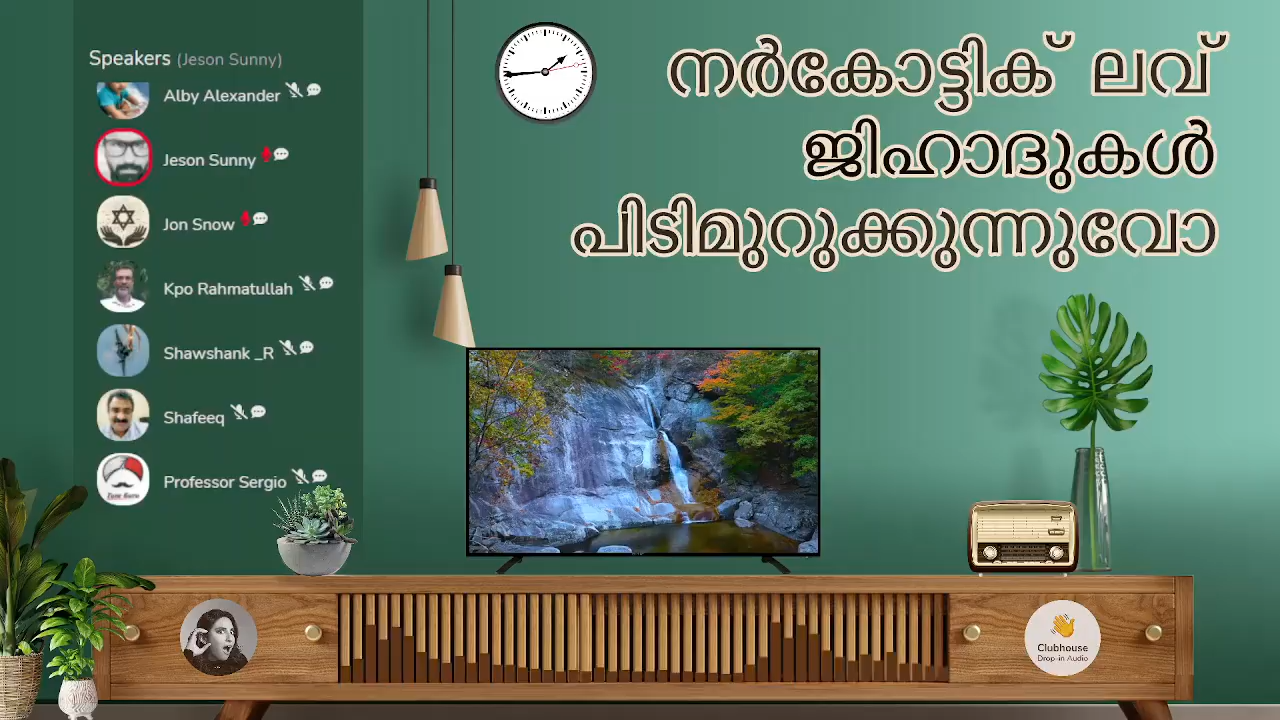 Speakers (Jeson Sunny)
Alby Alexander
Jeson Sunny
Jon Snow
Kpo Rahmatullah
Shawshank _R
Shafeeq
Professor Sergio
നർകോട്ടിക് ലവ്
ജിഹാദുകൾ
പിടിമുറുക്കുന്നുവോ
Clubhouse
Drop-in Audio